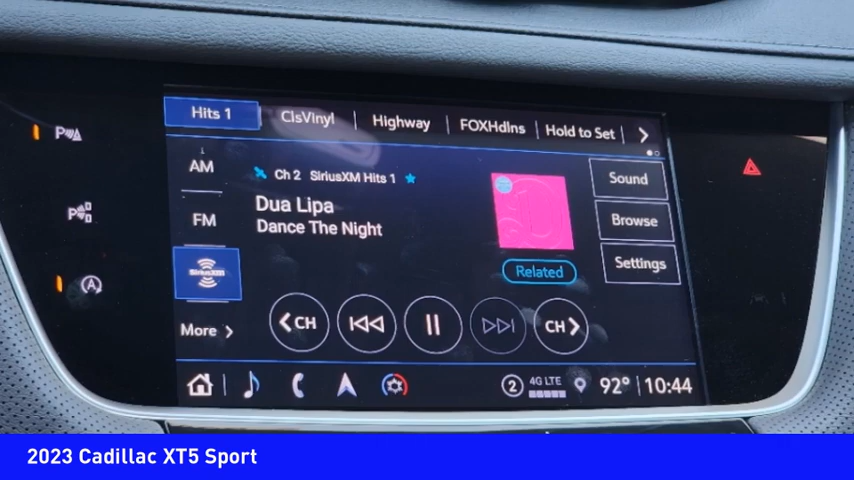 Hits 1 ClsVinyl Highway FOXHdlns Hold to Set
AM
Ch 2 SiriusXM Hits 1
Sound
Dua Lipa
FM
Dance The Night
Browse
SiriusXM
Related
Settings
More
CH CH
2 4G LTE 92° 10:44
2023 Cadillac XT5 Sport